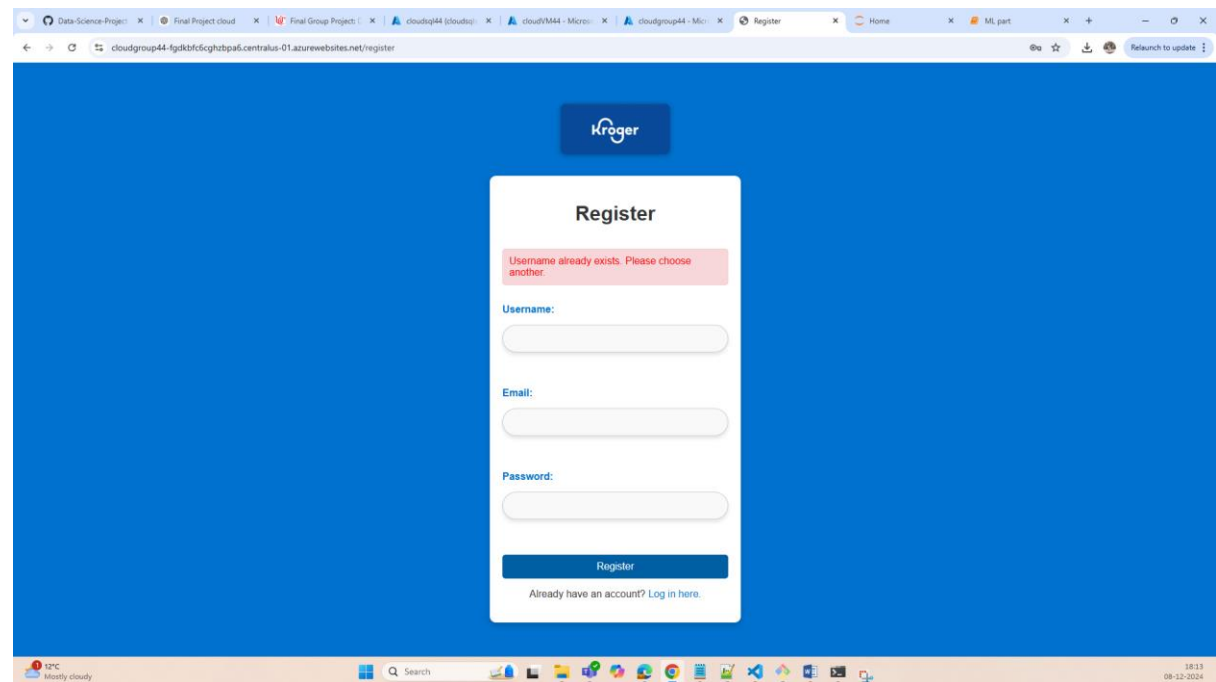 Data-Science-Project
Final Project cloud
Final Group Project:
cloudsql44 (cloudsql
cloudVM44 - Micros
cloudgroup44 - Micr
Register
Home
ML part
cloudgroup44-fgdkbfc6cghzbpa6.centralus-01.azurewebsites.net/register
Relaunch to update
Kroger
Register
Username already exists. Please choose
another.
Username:
Email:
Password:
Register
Already have an account? Log in here.
1
12°C
Mostly cloudy
Search
18:13
08-12-2024